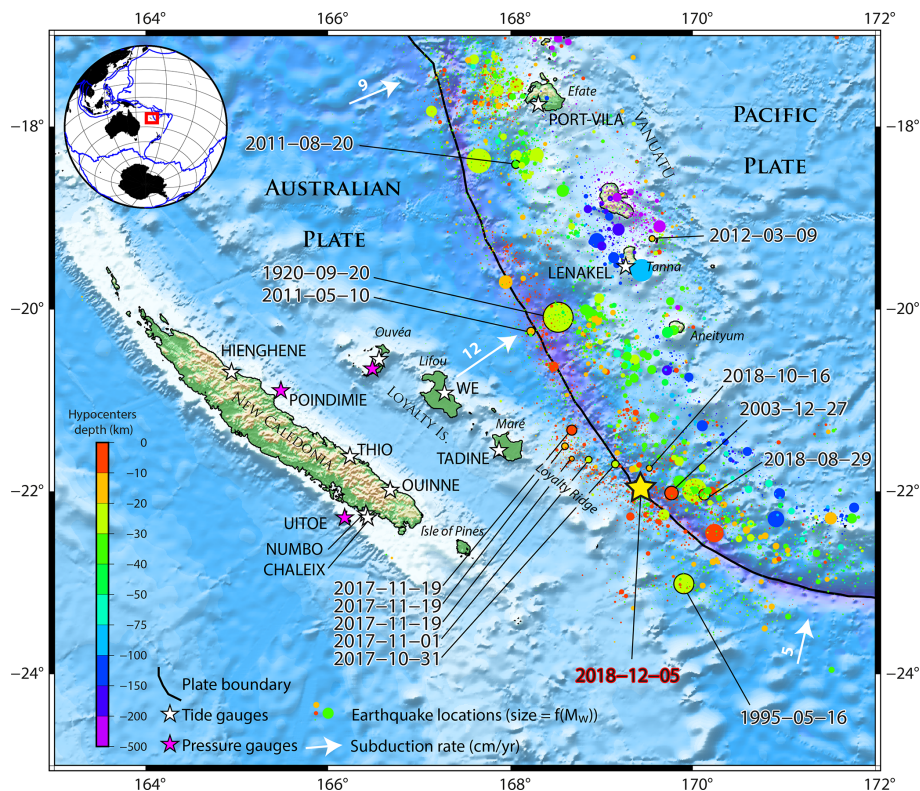 164°
166°
168°
170°
172°
−18°
−20°
−22°
−24°
164°
166°
168°
170°
172°
9
Efate
PORT−VILA
VANUATU
PACIFIC
PLATE
2011−08−20
AUSTRALIAN
PLATE
2012−03−09
LENAKEL
Tanna
1920−09−20
2011−05−10
Aneityum
12
Ouvéa
Lifou
WE
LOYALTY IS.
Maré
TADINE
HIENGHENE
POINDIMIE
NEW CALEDONIA
THIO
OUINNE
UITOE
NUMBO
CHALEIX
Isle of Pines
Loyalty Ridge
2018−10−16
2003−12−27
2018−08−29
2017−11−19
2017−11−19
2017−11−19
2017−11−01
2017−10−31
2018−12−05
1995−05−16
5
Hypocenters
depth (km)
0
−10
−20
−30
−40
−50
−75
−100
−150
−200
−500
Plate boundary
Tide gauges
Pressure gauges
Earthquake locations (size = f(Mw))
Subduction rate (cm/yr)